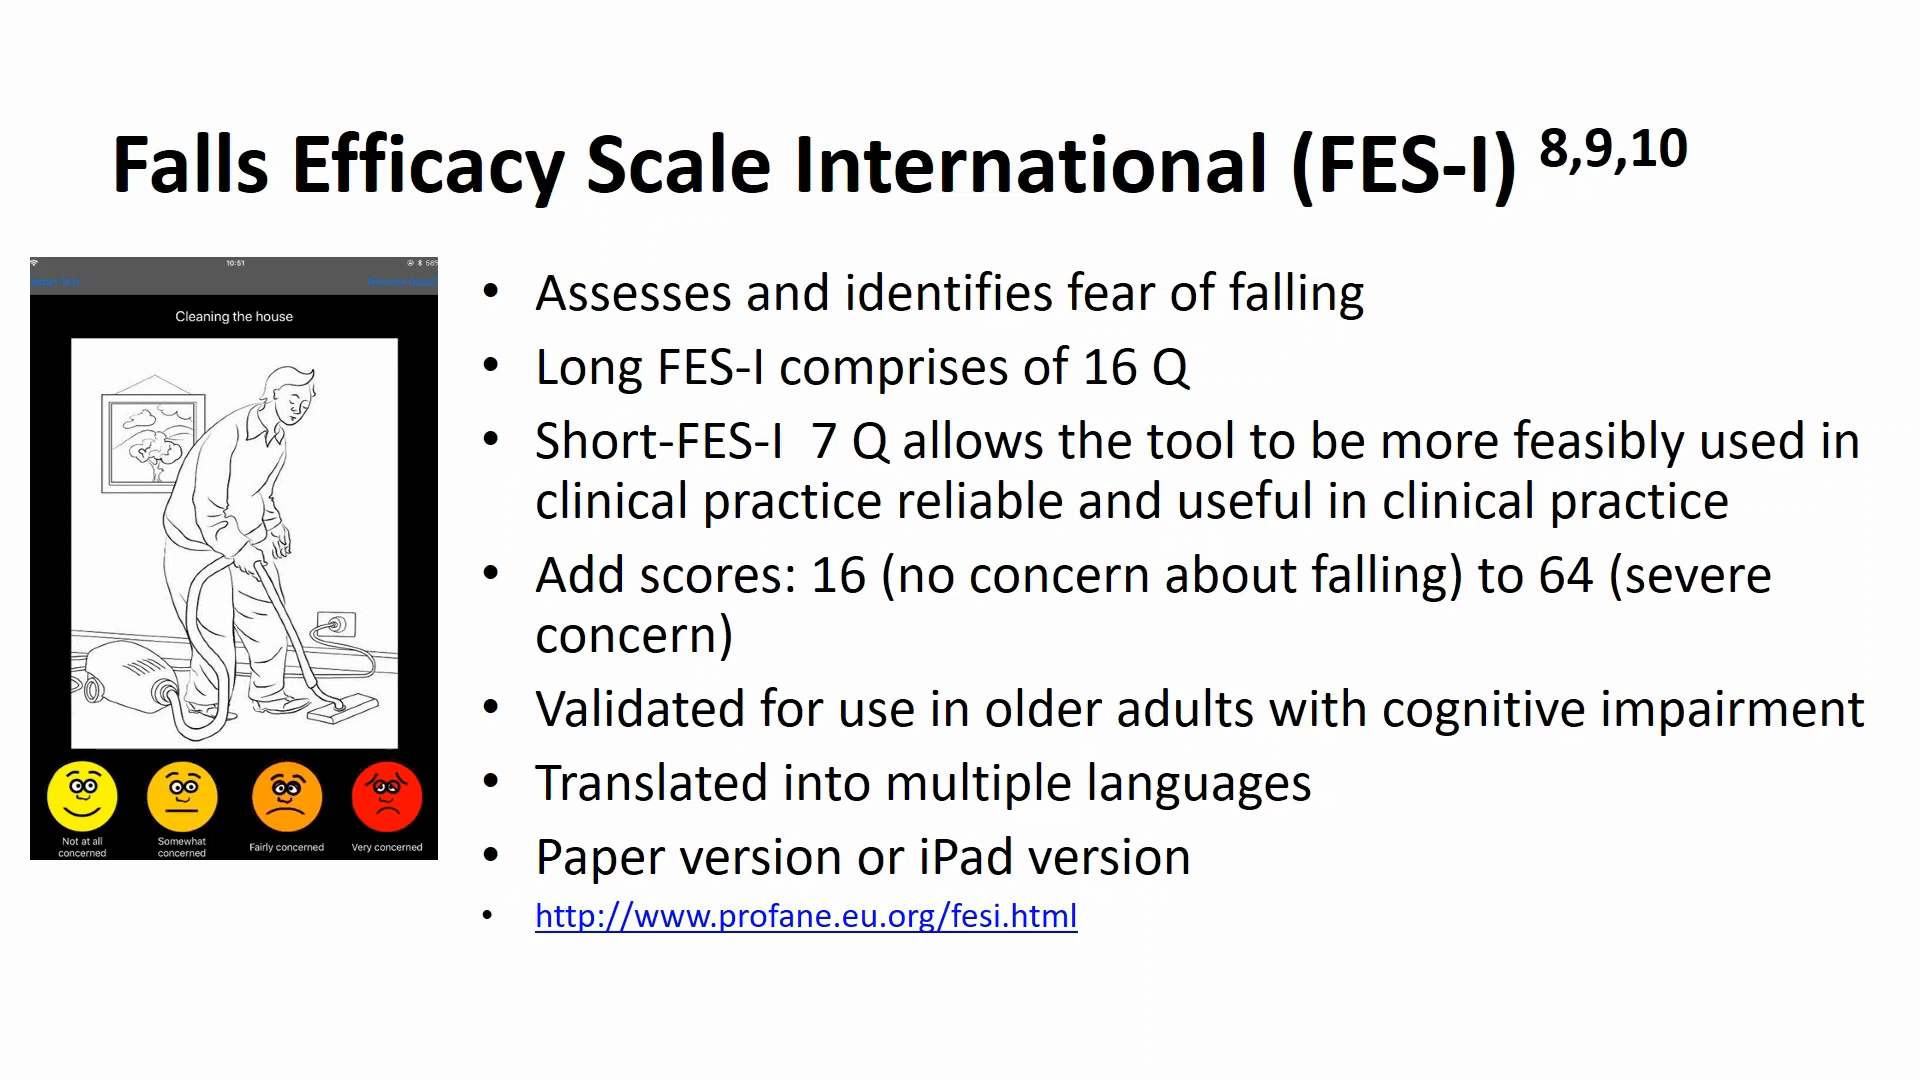 Falls Efficacy Scale International (FES-I) 8,9,10
10:51
Cleaning the house
Not at all concerned
Somewhat concerned
Fairly concerned
Very concerned
• Assesses and identifies fear of falling
• Long FES-I comprises of 16 Q
• Short-FES-I 7 Q allows the tool to be more feasibly used in
clinical practice reliable and useful in clinical practice
• Add scores: 16 (no concern about falling) to 64 (severe
concern)
• Validated for use in older adults with cognitive impairment
• Translated into multiple languages
• Paper version or iPad version
• http://www.profane.eu.org/fesi.html